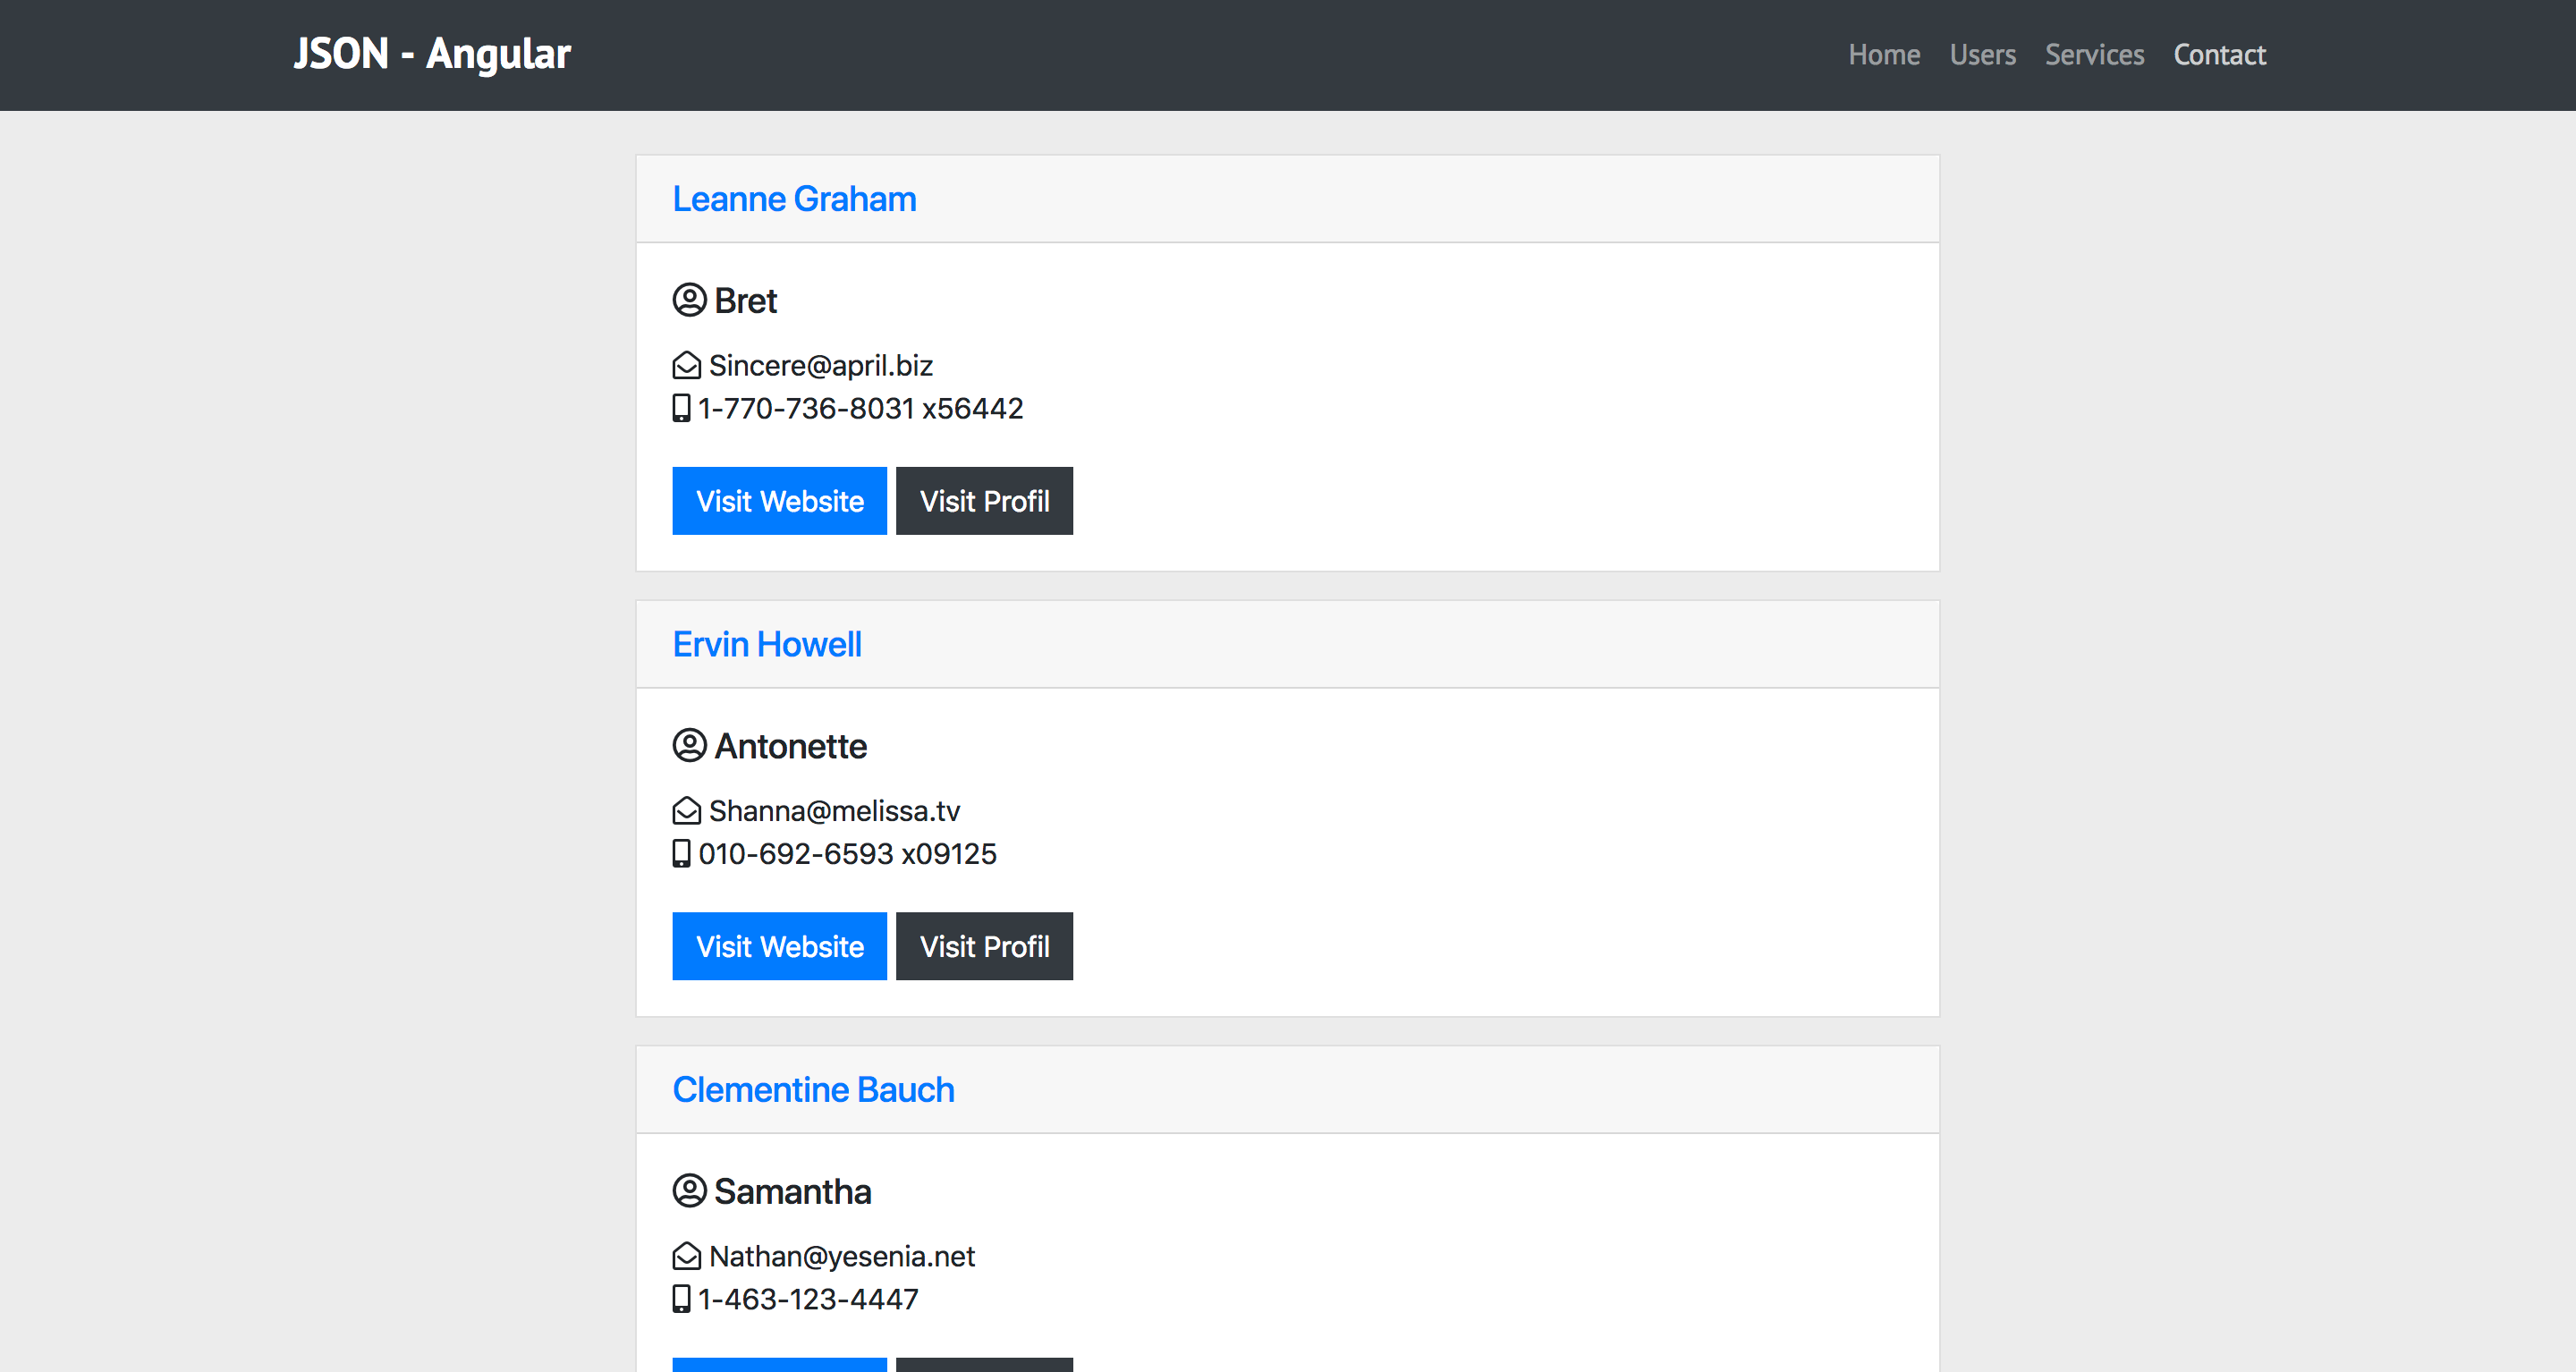 JSON - Angular
Home Users Services Contact
Leanne Graham
Bret
Sincere@april.biz
1-770-736-8031 x56442
Visit Website Visit Profil
Ervin Howell
Antonette
Shanna@melissa.tv
010-692-6593 x09125
Visit Website Visit Profil
Clementine Bauch
Samantha
Nathan@yesenia.net
1-463-123-4447